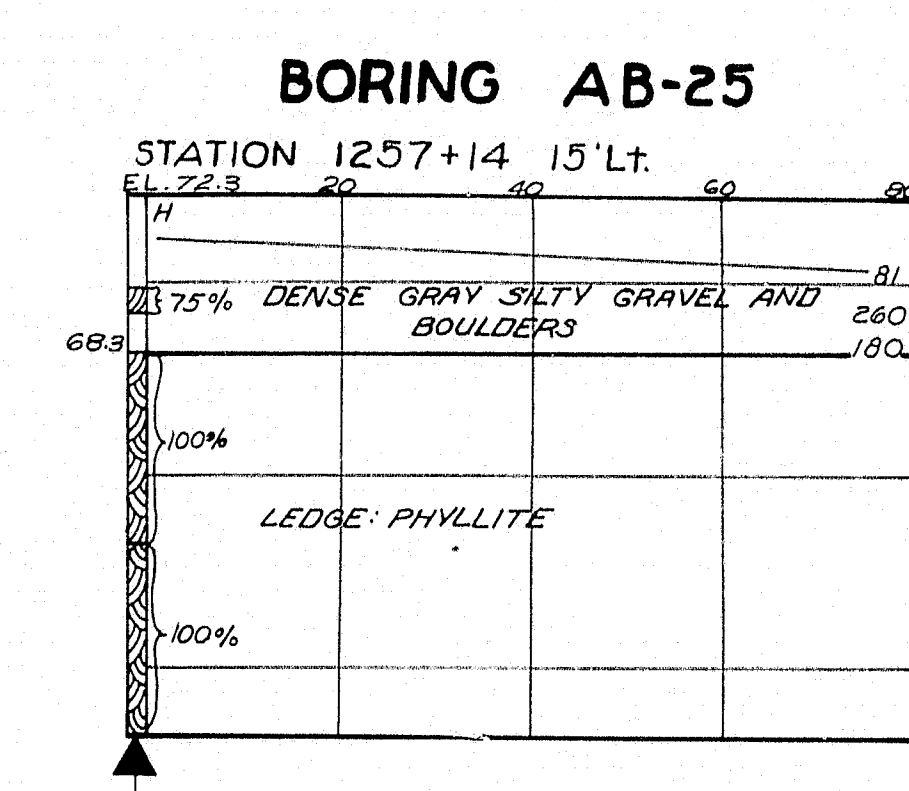 BORING AB-25
STATION 1257+14 15'Lt.
EL. 72.3 20 40 60 80
H
81
75% DENSE GRAY SILTY GRAVEL AND
BOULDERS
260
68.3
180
100%
LEDGE: PHYLLITE
100%